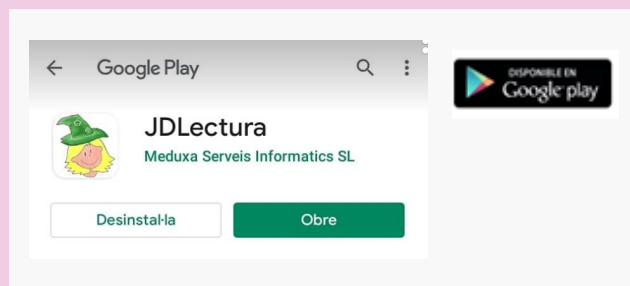 Google Play
JDLectura
Meduxa Serveis Informatics SL
Desinstal·la
Obre
DISPONIBLE EN
Google play